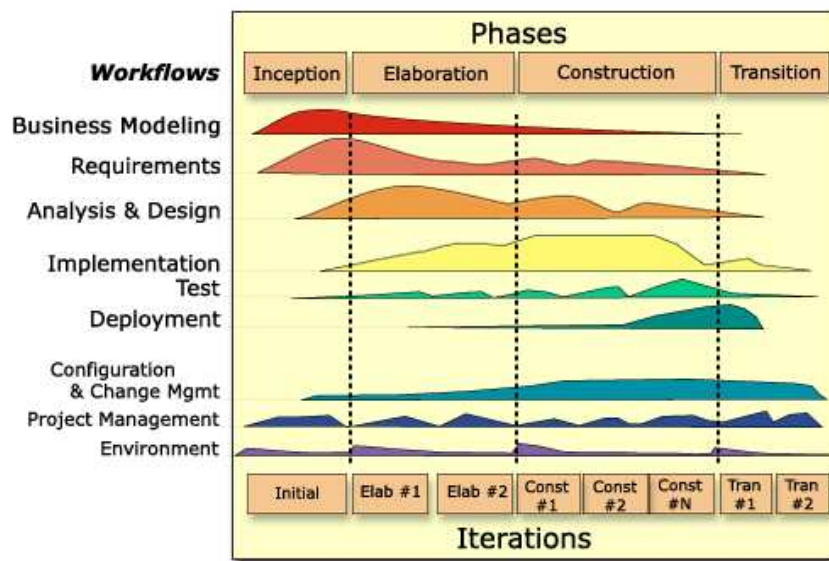 Phases
Workflows
Inception
Elaboration
Construction
Transition
Business Modeling
Requirements
Analysis & Design
Implementation
Test
Deployment
Configuration
& Change Mgmt
Project Management
Environment
Initial
Elab #1
Elab #2
Const
#1
Const
#2
Const
#N
Tran
#1
Tran
#2
Iterations